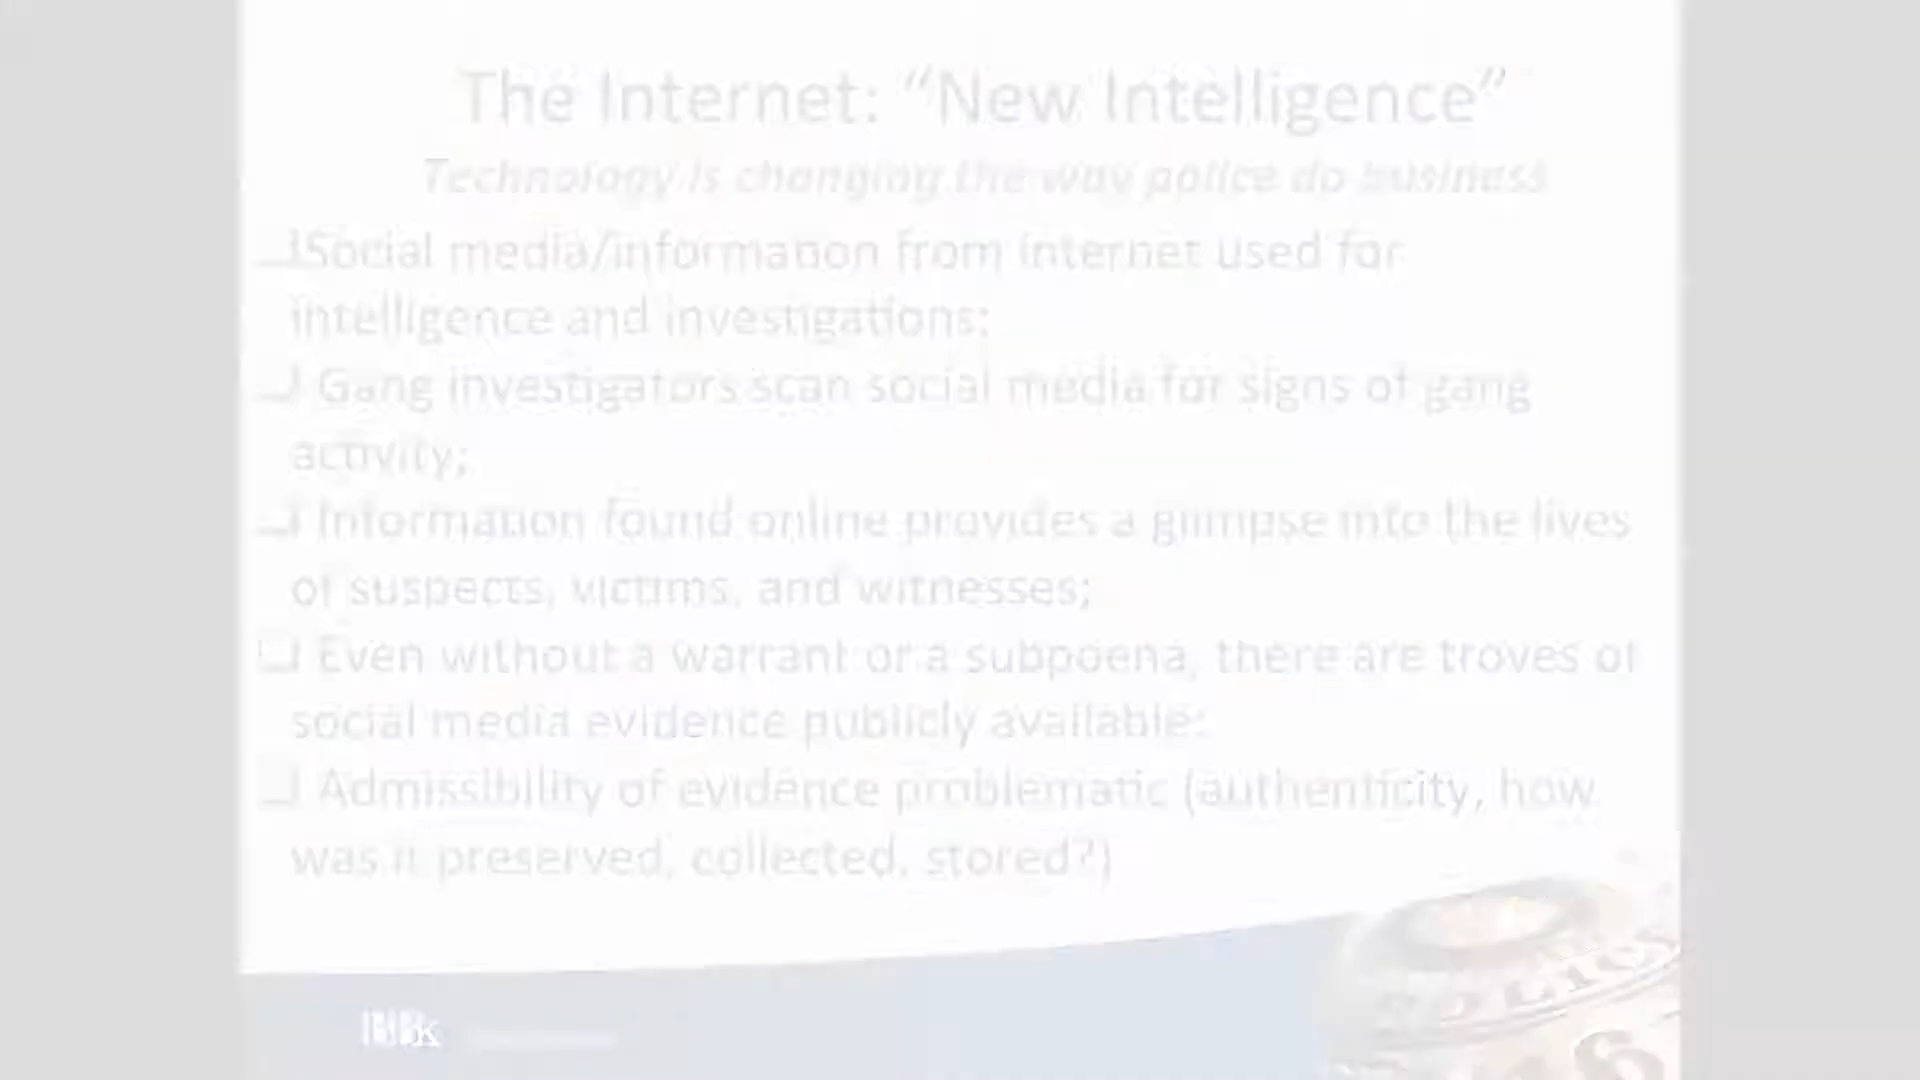 The Internet: “New Intelligence”
Technology is changing the way police do business
Social media/information from internet used for
intelligence and investigations;
Gang investigators scan social media for signs of gang
activity;
Information found online provides a glimpse into the lives
of suspects, victims, and witnesses;
Even without a warrant or a subpoena, there are troves of
social media evidence publicly available;
Admissibility of evidence problematic (authenticity, how
was it preserved, collected, stored?)
POLICE